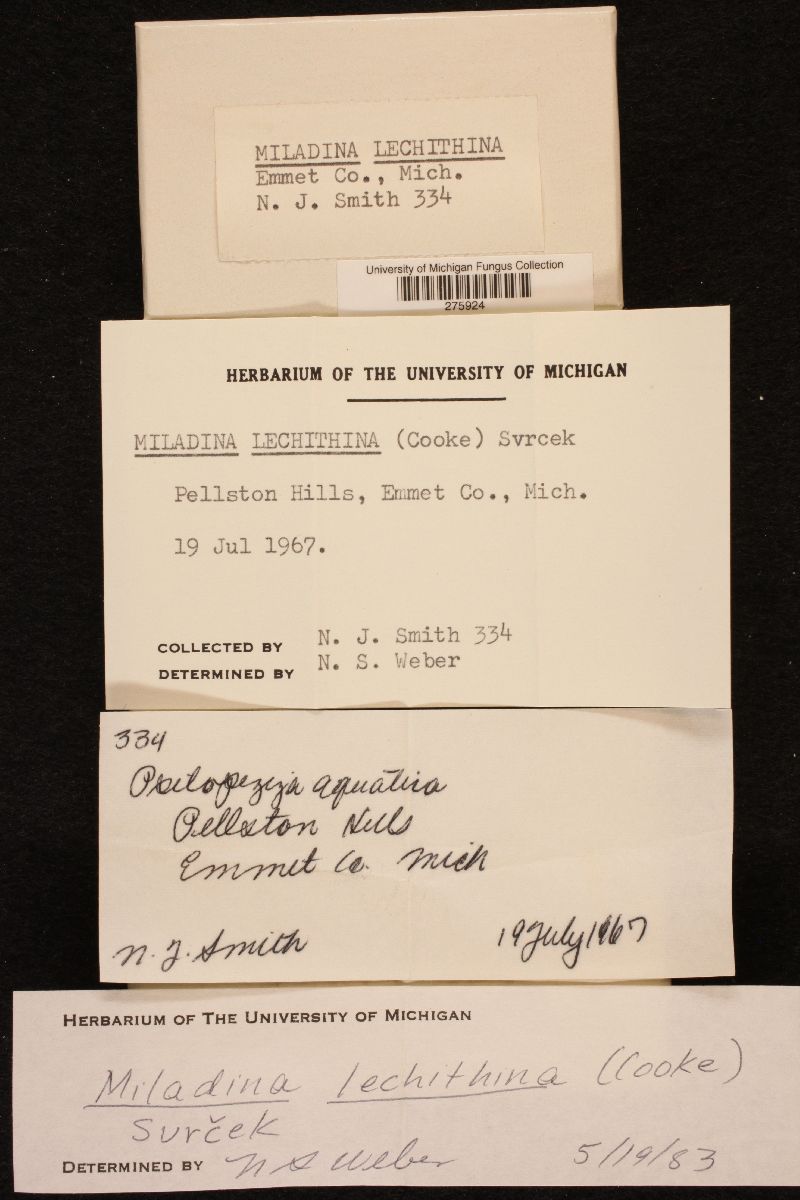 MILADINA LECHITHINA
Emmet Co., Mich.
N. J. Smith 334
University of Michigan Fungus Collection
275924
HERBARIUM OF THE UNIVERSITY OF MICHIGAN
MILADINA LECHITHINA (Cooke) Svrcek
Pellston Hills, Emmet Co., Mich.
19 Jul 1967.
COLLECTED BY N. J. Smith 334
DETERMINED BY N. S. Weber
334
Psilopezizia aquatica
Pellston Hills
Emmet Co. Mich
N. J. Smith 19 July 1967
HERBARIUM OF THE UNIVERSITY OF MICHIGAN
Miladina lechithina (Cooke)
Svrček
DETERMINED BY N S Weber 5/19/83